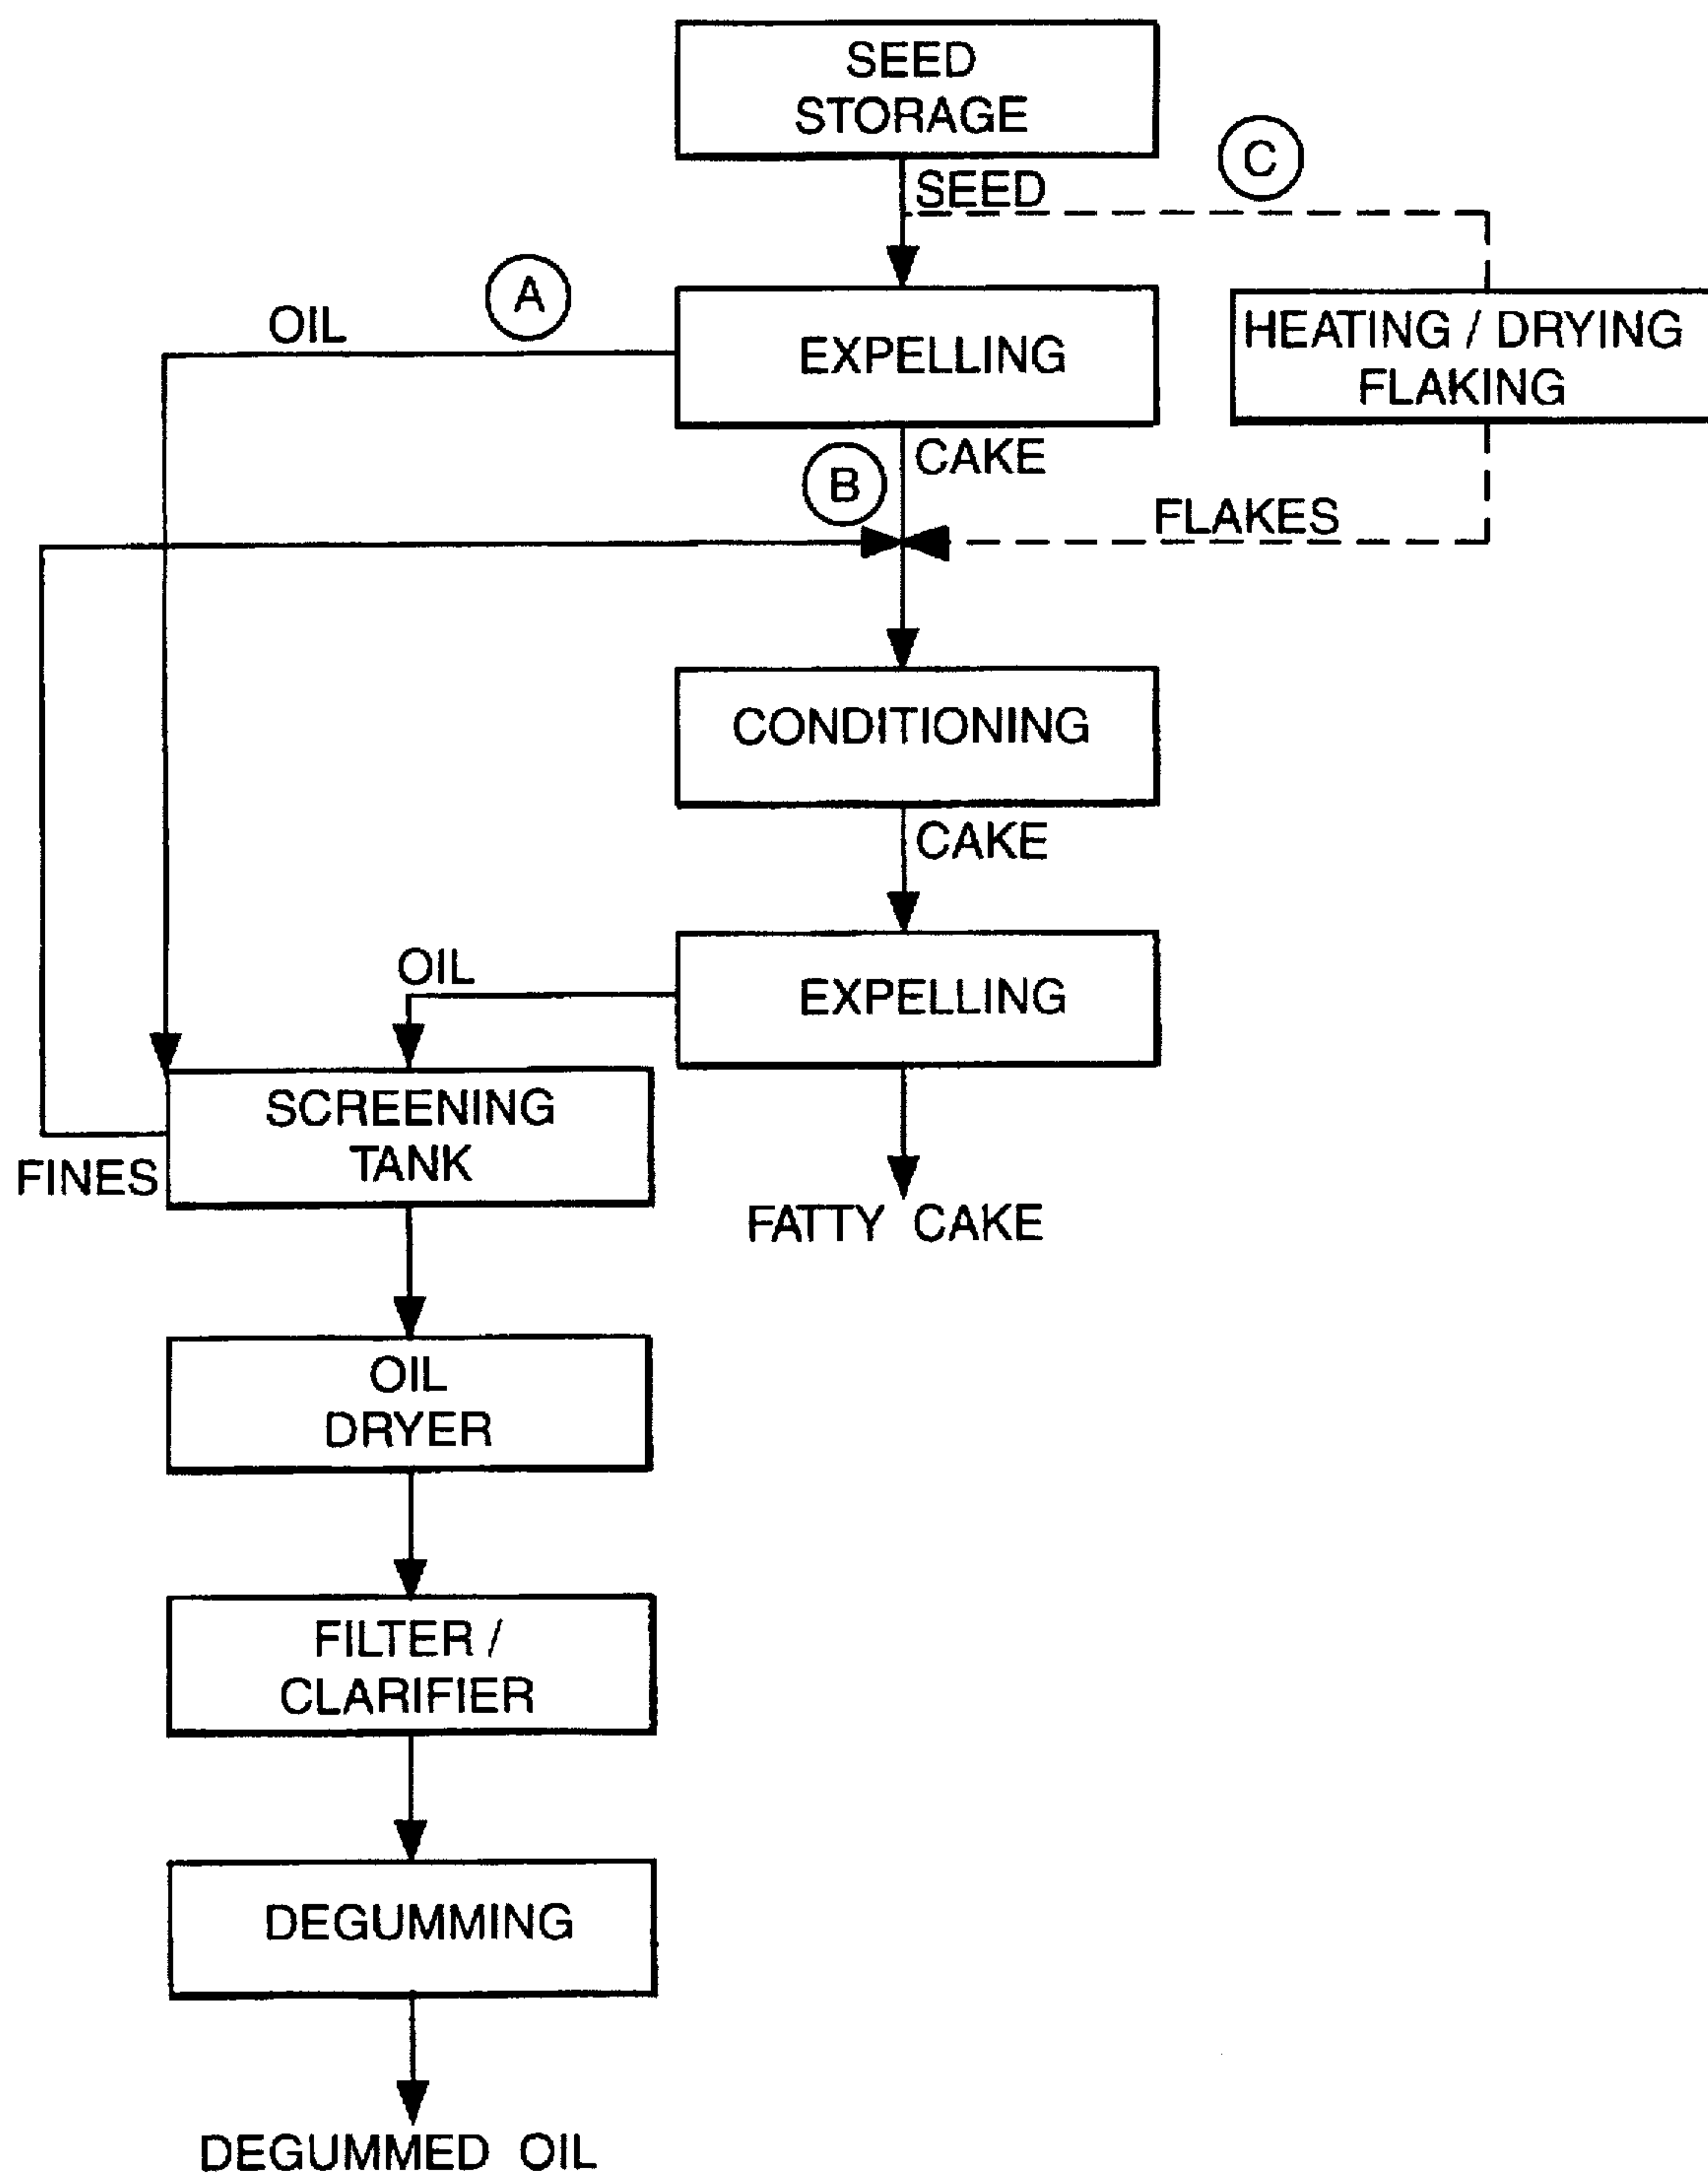 SEED
STORAGE
C
SEED
A
OIL
EXPELLING
HEATING / DRYING
FLAKING
CAKE
B
FLAKES
CONDITIONING
CAKE
OIL
EXPELLING
SCREENING
TANK
FINES
FATTY CAKE
OIL
DRYER
FILTER /
CLARIFIER
DEGUMMING
DEGUMMED OIL